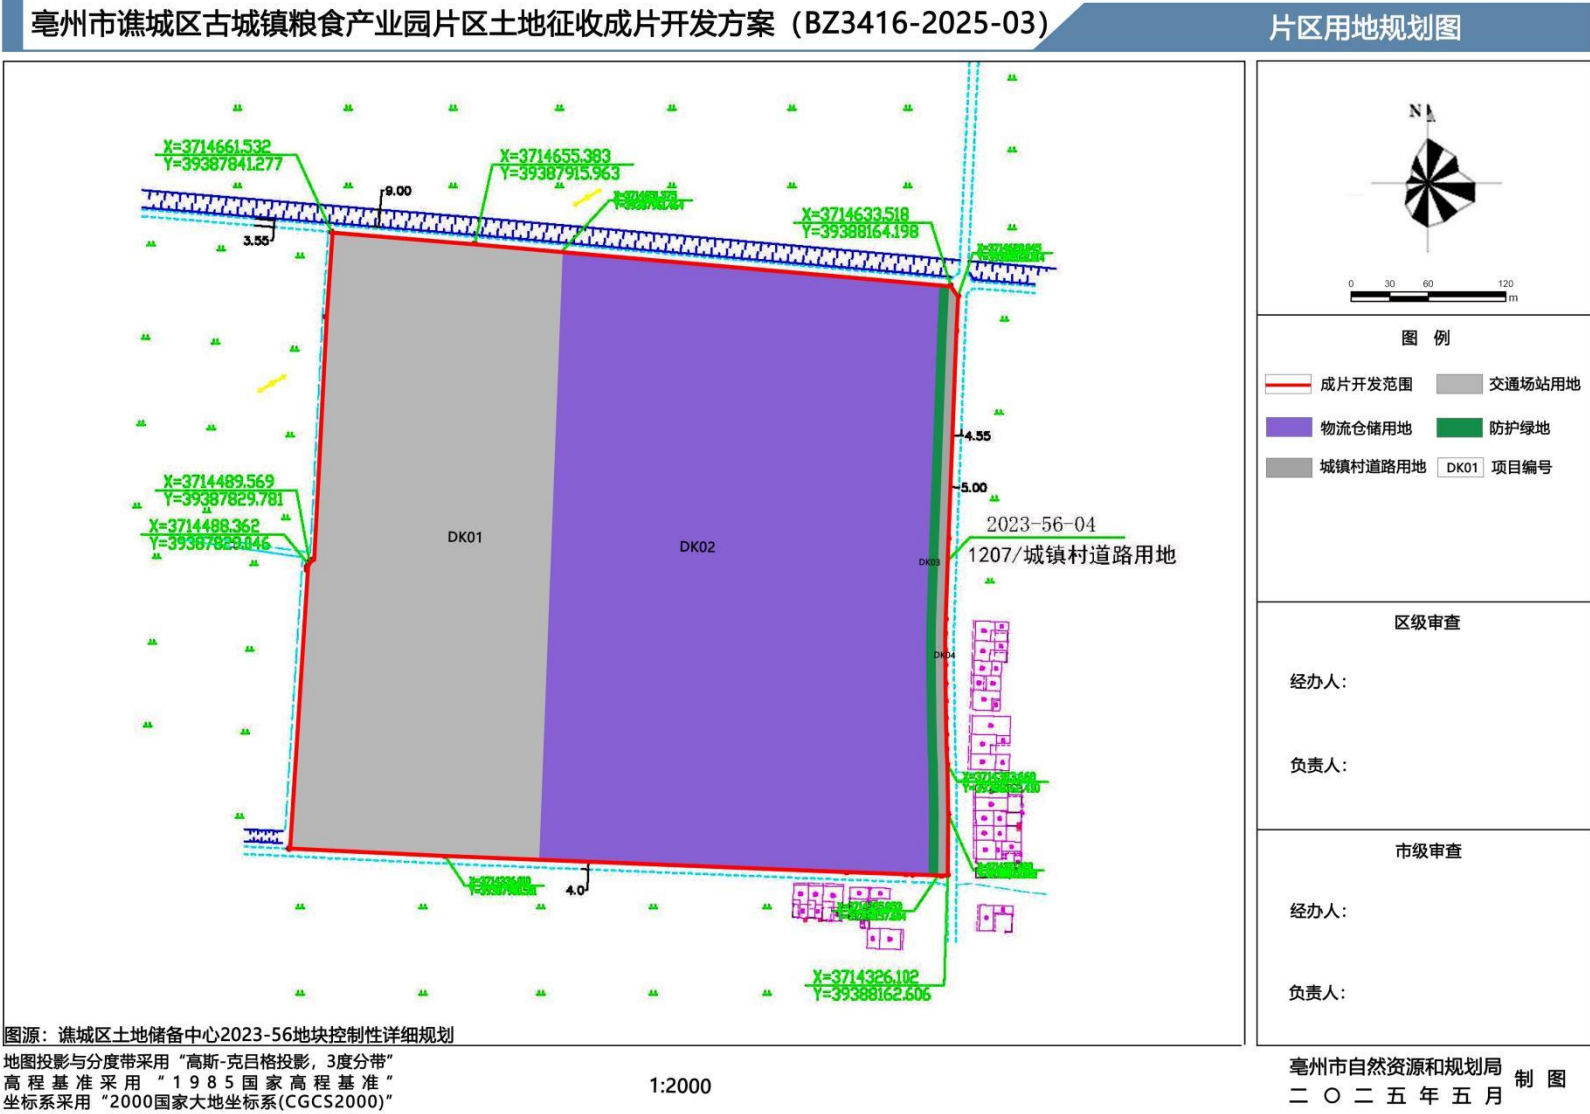 亳州市谯城区古城镇粮食产业园片区土地征收成片开发方案（BZ3416-2025-03）
片区用地规划图
X=3714661.532
Y=39387841.277
X=3714655.383
Y=39387915.963
X=3714633.518
Y=39388164.198
9.00
3.55
N
0 30 60 120
m
图 例
成片开发范围
交通场站用地
物流仓储用地
防护绿地
城镇村道路用地
DK01 项目编号
4.55
5.00
X=3714489.569
Y=39387829.781
X=3714488.362
Y=39387829.046
DK01
DK02
DK03
DK04
2023-56-04
1207/城镇村道路用地
4.0
X=3714326.102
Y=39388162.606
区级审查
经办人：
负责人：
市级审查
经办人：
负责人：
图源：谯城区土地储备中心2023-56地块控制性详细规划
地图投影与分度带采用“高斯-克吕格投影，3度分带”
高程基准采用“1985国家高程基准”
坐标系采用“2000国家大地坐标系(CGCS2000)”
1:2000
亳州市自然资源和规划局
二〇二五年五月
制 图